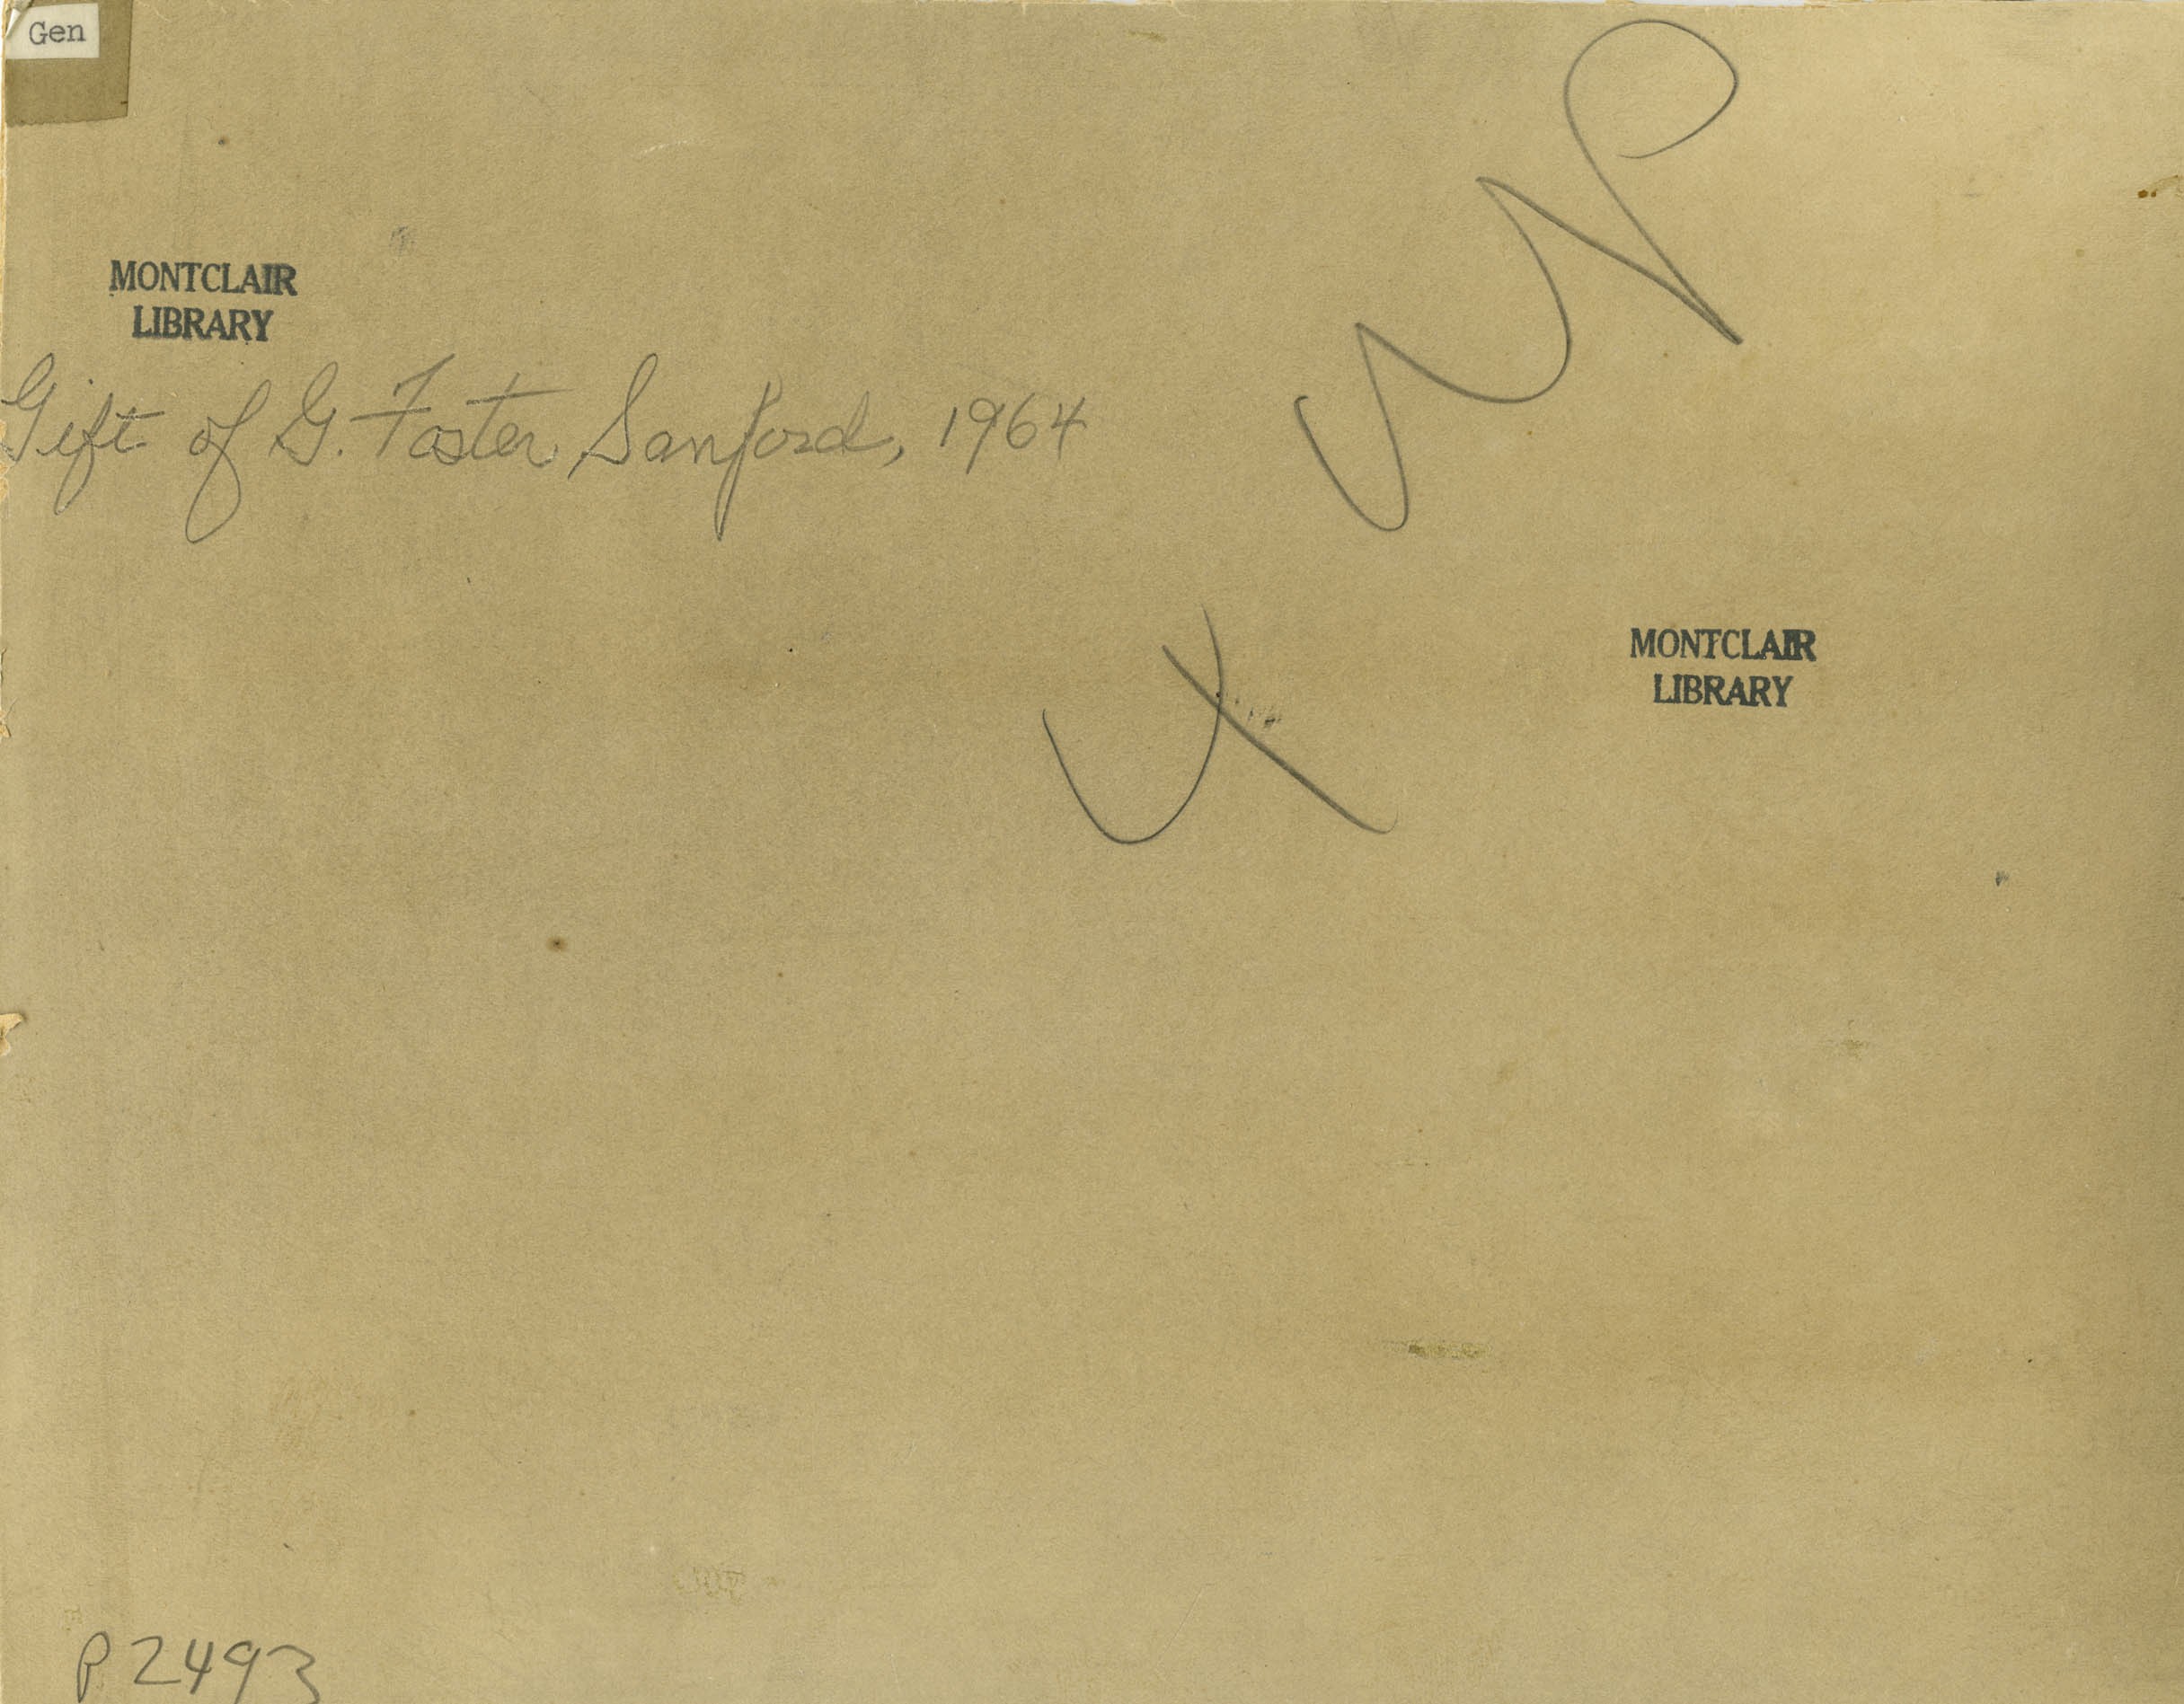 Gen
MONTCLAIR
LIBRARY
Gift of G. Foster Sanford, 1964
MONTCLAIR
LIBRARY
P2493